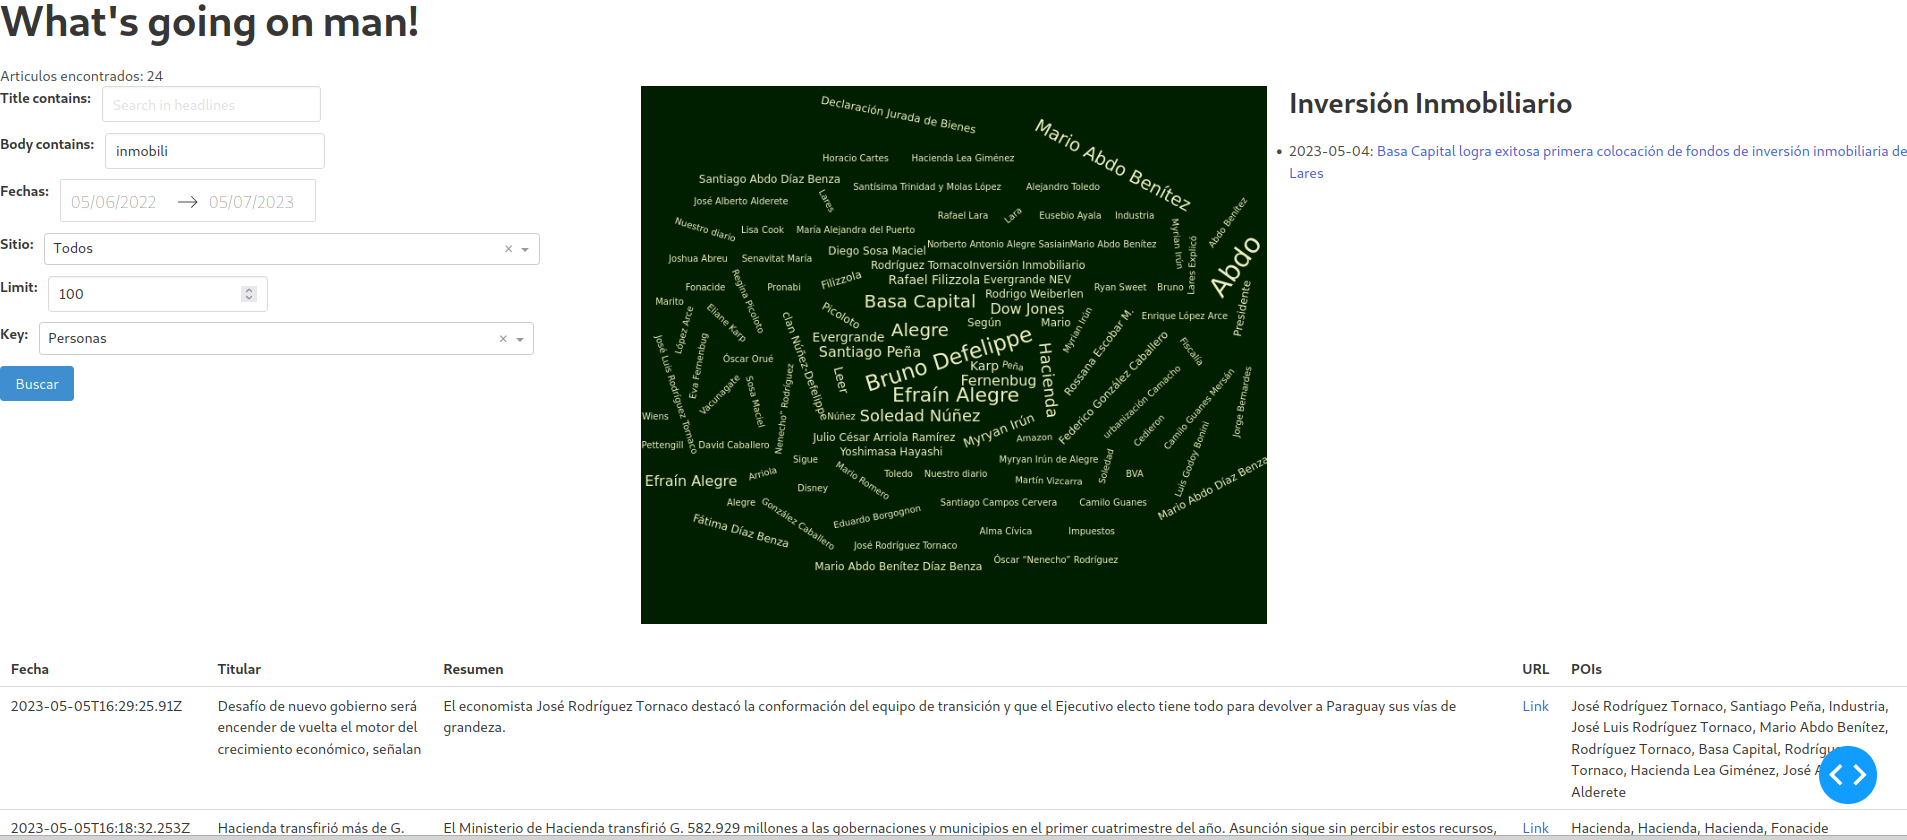 What's going on man!
Articulos encontrados: 24
Title contains:
Search in headlines
Body contains:
inmobili
Fechas:
05/06/2022 → 05/07/2023
Sitio:
Todos
Limit:
100
Key:
Personas
Buscar
Declaración Jurada de Bienes
Mario Abdo Benítez
Horacio Cartes
Hacienda Lea Giménez
Santiago Abdo Díaz Benza
Santísima Trinidad y Molas López
Alejandro Toledo
José Alberto Alderete
Lares
Rafael Lara
Lara
Eusebio Ayala
Industria
Abdo Benítez
Nuestro diario
Lisa Cook
María Alejandra del Puerto
Myrian Irún
Diego Sosa Maciel
Norberto Antonio Alegre Sasiain
Mario Abdo Benítez
Lares Explicó
Abdo
Joshua Abreu
Senavitat María
Rodríguez Tornaco
Inversión Inmobiliario
Regina Picoloto
Filizzola
Rafael Filizzola
Evergrande NEV
Fonacide
Pronabi
Ryan Sweet
Bruno
Presidente
Marito
Basa Capital
Rodrigo Weiberlen
Dow Jones
López Arce
Eliane Karp
Picoloto
Alegre
Según
Mario
Myrian Irún
Rossana Escobar M.
Enrique López Arce
clan Núñez-Defelippe
Evergrande
Santiago Peña
Bruno Defelippe
Hacienda
Federico González Caballero
Fiscalía
José Luis Rodríguez Tornaco
Eva Fernenbug
Óscar Orué
Leer
Karp
Peña
Fernenbug
Efraín Alegre
Vacunagate
Sosa Maciel
Nenecho" Rodríguez
urbanización Camacho
Camilo Guanes Mersán
Jorge Bernardes
Wiens
Núñez
Soledad Núñez
Cedieron
Pettengill
David Caballero
Julio César Arriola Ramírez
Myryan Irún
Amazon
Yoshimasa Hayashi
Luis Godoy Bonini
Sigue
Myryan Irún de Alegre
Soledad
Mario Abdo Díaz Benza
Efraín Alegre
Arriola
Mario Romero
Toledo
Nuestro diario
Martín Vizcarra
BVA
Disney
Alegre
González Caballero
Eduardo Borgognon
Santiago Campos Cervera
Camilo Guanes
Fátima Díaz Benza
Alma Cívica
Impuestos
José Rodríguez Tornaco
Óscar “Nenecho” Rodríguez
Mario Abdo Benítez Díaz Benza
Inversión Inmobiliario
• 2023-05-04: Basa Capital logra exitosa primera colocación de fondos de inversión inmobiliaria de
Lares
Fecha Titular Resumen URL POIs
2023-05-05T16:29:25.91Z Desafío de nuevo gobierno será El economista José Rodríguez Tornaco destacó la conformación del equipo de transición y que el Ejecutivo electo tiene todo para devolver a Paraguay sus vías de Link José Rodríguez Tornaco, Santiago Peña, Industria,
encender de vuelta el motor del grandeza. José Luis Rodríguez Tornaco, Mario Abdo Benítez,
crecimiento económico, señalan Rodríguez Tornaco, Basa Capital,
Tornaco, Hacienda Lea Giménez, José
Alderete
2023-05-05T16:18:32.253Z Hacienda transfirió más de G. El Ministerio de Hacienda transfirió G. 582.929 millones a las gobernaciones y municipios en el primer cuatrimestre del año. Asunción sigue sin percibir estos recursos, Link Hacienda, Hacienda, Hacienda, Fonacide